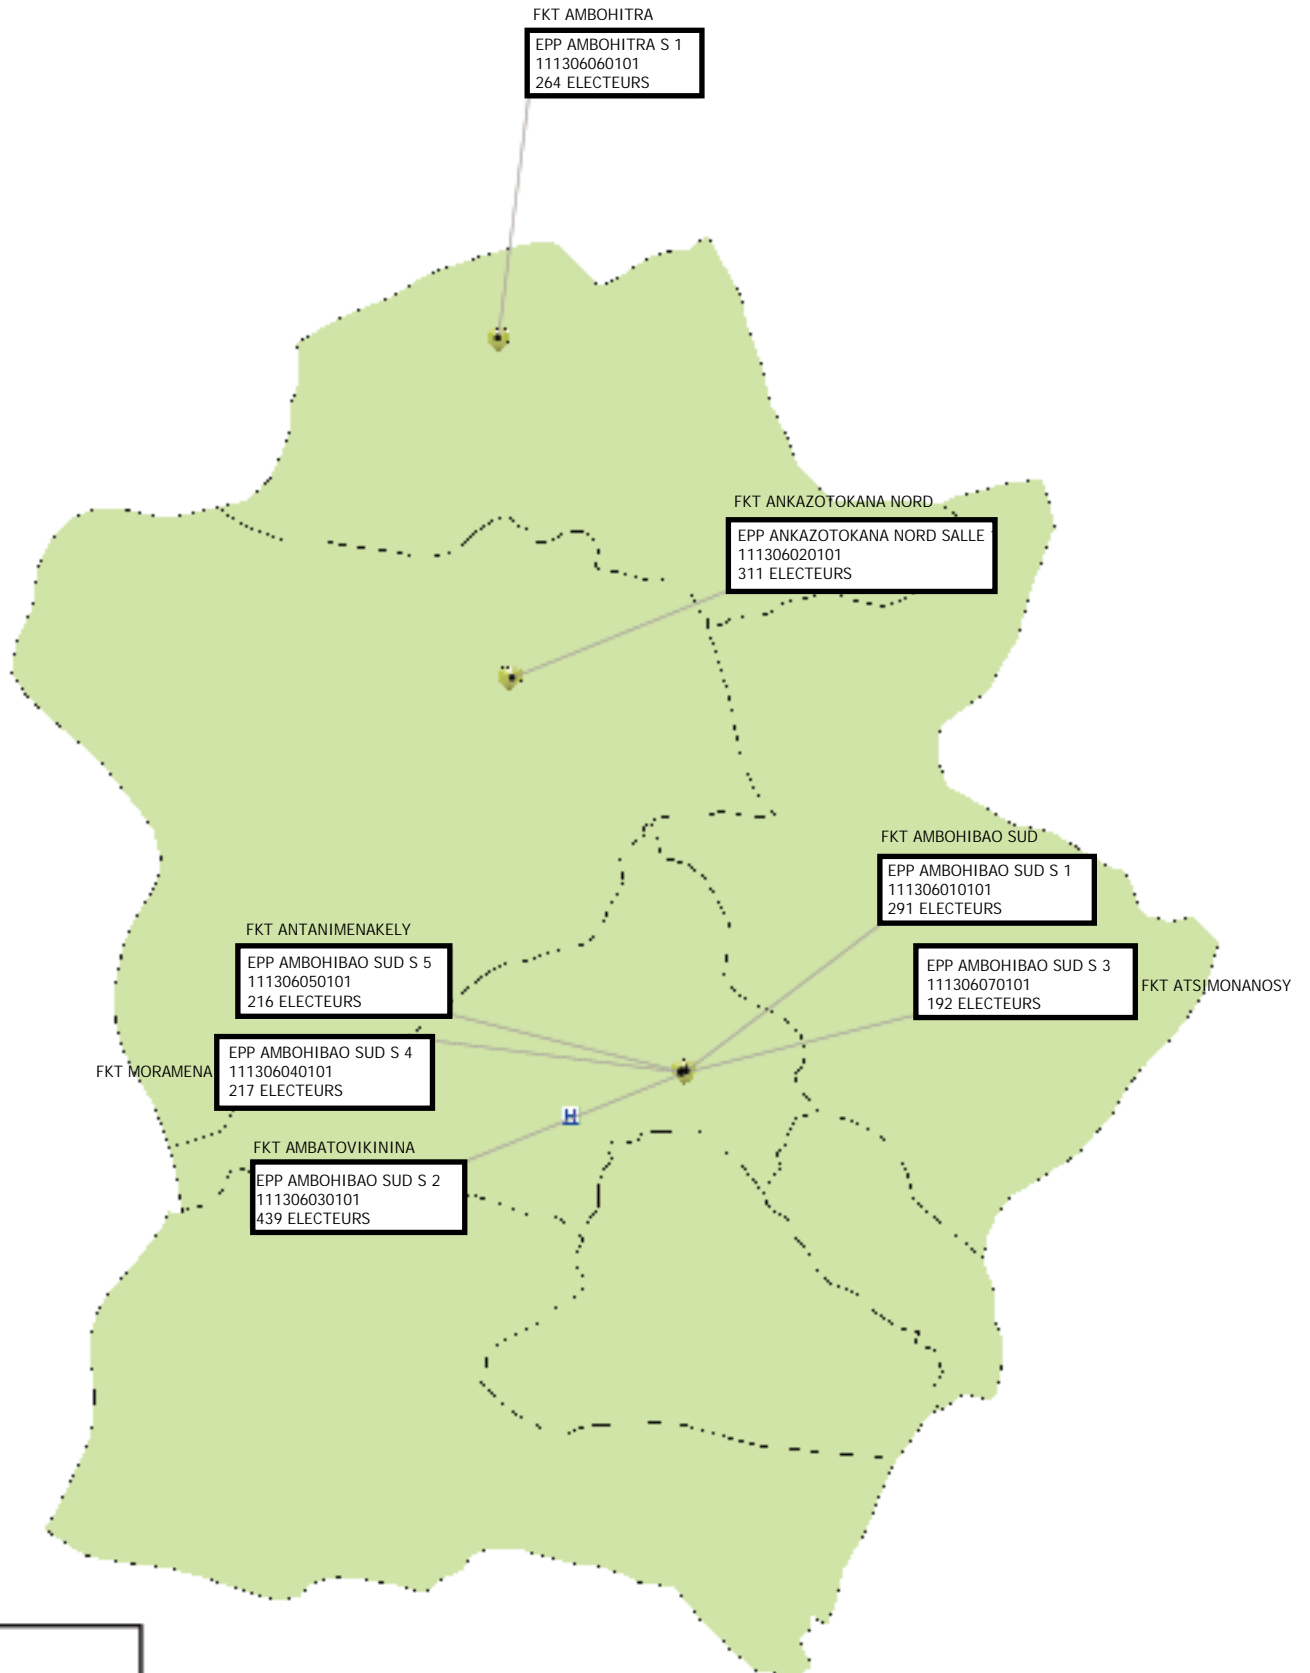 FKT AMBOHITRA
EPP AMBOHITRA S 1
111306060101
264 ELECTEURS
FKT ANKAZOTOKANA NORD
EPP ANKAZOTOKANA NORD SALLE
111306020101
311 ELECTEURS
FKT AMBOHIBAO SUD
EPP AMBOHIBAO SUD S 1
111306010101
291 ELECTEURS
FKT ANTANIMENAKELY
EPP AMBOHIBAO SUD S 5
111306050101
216 ELECTEURS
EPP AMBOHIBAO SUD S 3
111306070101
192 ELECTEURS
FKT ATSIMONANOSY
FKT MORAMENA
EPP AMBOHIBAO SUD S 4
111306040101
217 ELECTEURS
H
FKT AMBATOVIKININA
EPP AMBOHIBAO SUD S 2
111306030101
439 ELECTEURS